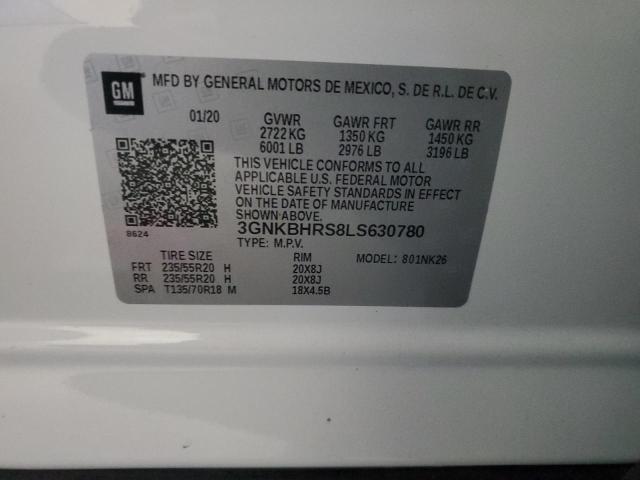 GM
MFD BY GENERAL MOTORS DE MEXICO, S. DE R.L. DE C.V.
01/20 GVWR GAWR FRT GAWR RR
2722 KG 1350 KG 1450 KG
6001 LB 2976 LB 3196 LB
THIS VEHICLE CONFORMS TO ALL
APPLICABLE U.S. FEDERAL MOTOR
VEHICLE SAFETY STANDARDS IN EFFECT
ON THE DATE OF MANUFACTURE
SHOWN ABOVE.
3GNKBHRS8LS630780
8624
TYPE: M.P.V. MODEL: 801NK26
TIRE SIZE RIM
FRT 235/55R20 H 20X8J
RR 235/55R20 H 20X8J
SPA T135/70R18 M 18X4.5B